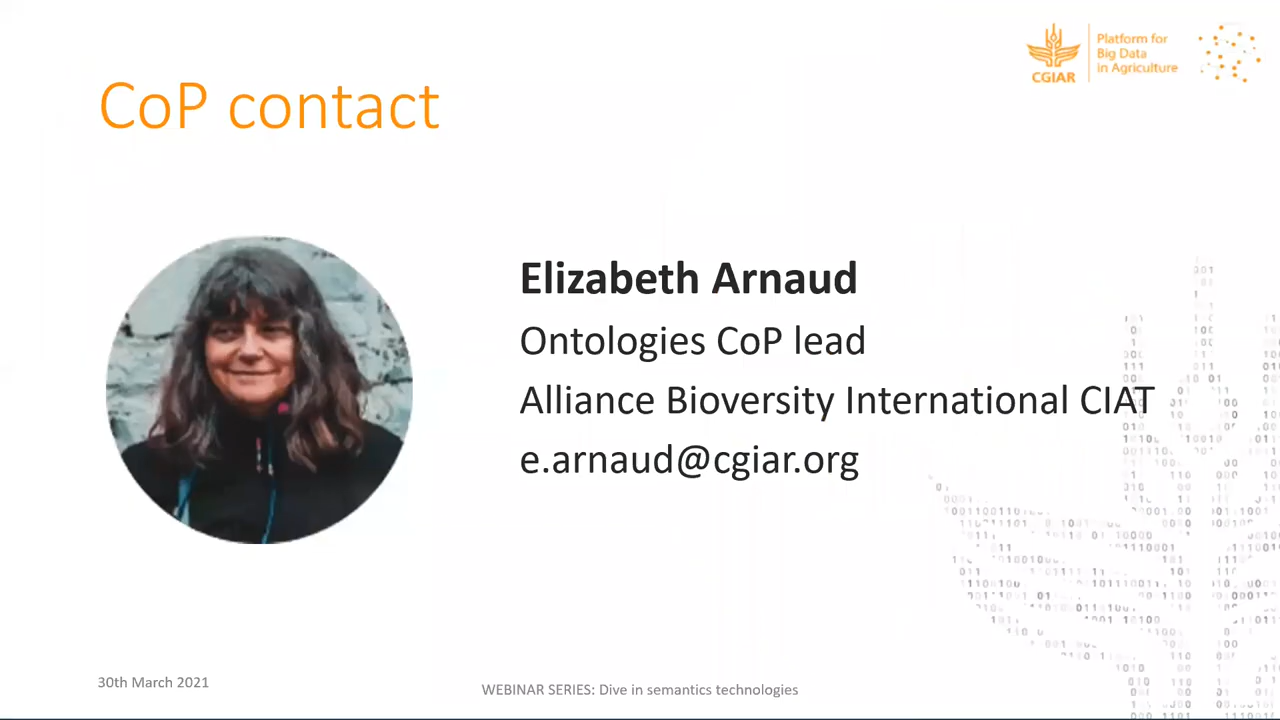 CGIAR
Platform for
Big Data
in Agriculture
CoP contact
Elizabeth Arnaud
Ontologies CoP lead
Alliance Bioversity International CIAT
e.arnaud@cgiar.org
30th March 2021
WEBINAR SERIES: Dive in semantics technologies